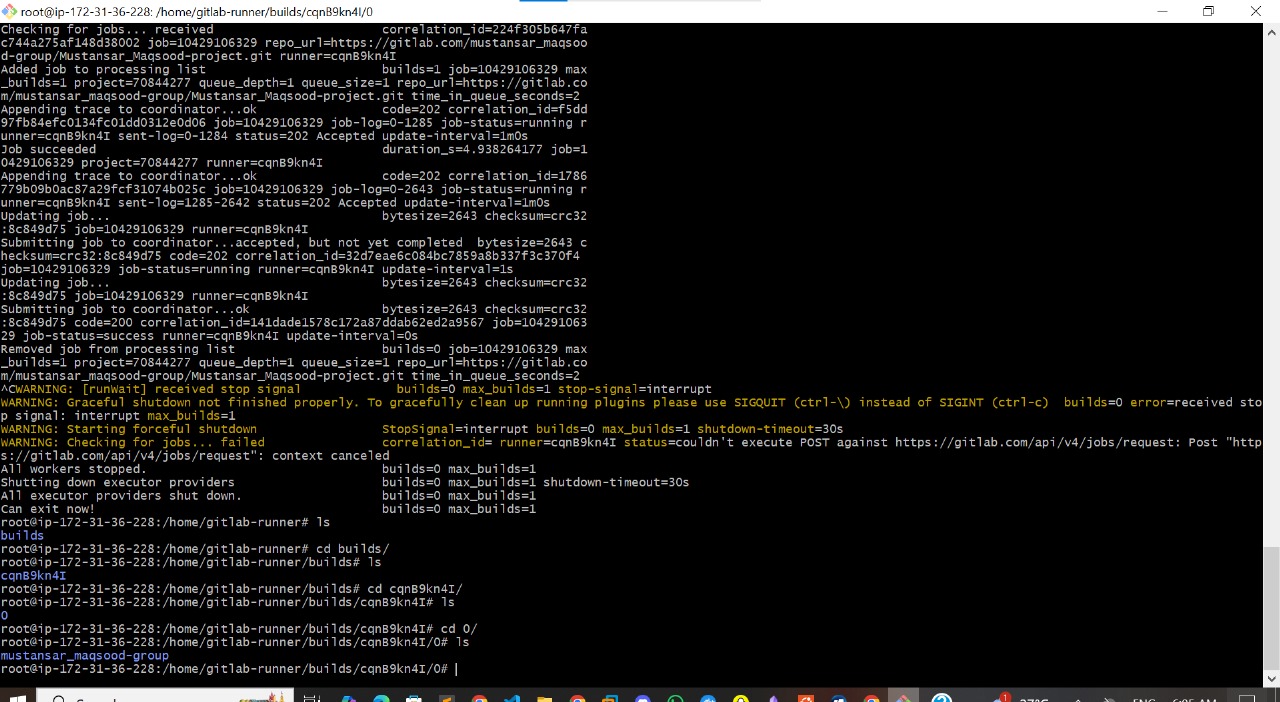 root@ip-172-31-36-228: /home/gitlab-runner/builds/cqnB9kn4I/0
Checking for jobs... received correlation_id=224f305b647fa
c744a275af148d38002 job=10429106329 repo_url=https://gitlab.com/mustansar_maqsoo
d-group/Mustansar_Maqsood-project.git runner=cqnB9kn4I
Added job to processing list builds=1 job=10429106329 max
_builds=1 project=70844277 queue_depth=1 queue_size=1 repo_url=https://gitlab.co
m/mustansar_maqsood-group/Mustansar_Maqsood-project.git time_in_queue_seconds=2
Appending trace to coordinator...ok code=202 correlation_id=f5dd
97fb84efc0134fc01dd0312e0d06 job=10429106329 job-log=0-1285 job-status=running r
unner=cqnB9kn4I sent-log=0-1284 status=202 Accepted update-interval=1m0s
Job succeeded duration_s=4.938264177 job=1
0429106329 project=70844277 runner=cqnB9kn4I
Appending trace to coordinator...ok code=202 correlation_id=1786
779b09b0ac87a29fcf31074b025c job=10429106329 job-log=0-2643 job-status=running r
unner=cqnB9kn4I sent-log=1285-2642 status=202 Accepted update-interval=1m0s
Updating job... bytesize=2643 checksum=crc32
:8c849d75 job=10429106329 runner=cqnB9kn4I
Submitting job to coordinator...accepted, but not yet completed bytesize=2643 c
hecksum=crc32:8c849d75 code=202 correlation_id=32d7eae6c084bc7859a8b337f3c370f4
job=10429106329 job-status=running runner=cqnB9kn4I update-interval=1s
Updating job... bytesize=2643 checksum=crc32
:8c849d75 job=10429106329 runner=cqnB9kn4I
Submitting job to coordinator...ok bytesize=2643 checksum=crc32
:8c849d75 code=200 correlation_id=141dade1578c172a87ddab62ed2a9567 job=104291063
29 job-status=success runner=cqnB9kn4I update-interval=0s
Removed job from processing list builds=0 job=10429106329 max
_builds=1 project=70844277 queue_depth=1 queue_size=1 repo_url=https://gitlab.co
m/mustansar_maqsood-group/Mustansar_Maqsood-project.git time_in_queue_seconds=2
^CWARNING: [runWait] received stop signal builds=0 max_builds=1 stop-signal=interrupt
WARNING: Graceful shutdown not finished properly. To gracefully clean up running plugins please use SIGQUIT (ctrl-\) instead of SIGINT (ctrl-c) builds=0 error=received sto
p signal: interrupt max_builds=1
WARNING: Starting forceful shutdown StopSignal=interrupt builds=0 max_builds=1 shutdown-timeout=30s
WARNING: Checking for jobs... failed correlation_id= runner=cqnB9kn4I status=couldn't execute POST against https://gitlab.com/api/v4/jobs/request: Post "http
s://gitlab.com/api/v4/jobs/request": context canceled
All workers stopped. builds=0 max_builds=1
Shutting down executor providers builds=0 max_builds=1 shutdown-timeout=30s
All executor providers shut down. builds=0 max_builds=1
Can exit now! builds=0 max_builds=1
root@ip-172-31-36-228:/home/gitlab-runner# ls
builds
root@ip-172-31-36-228:/home/gitlab-runner# cd builds/
root@ip-172-31-36-228:/home/gitlab-runner/builds# ls
cqnB9kn4I
root@ip-172-31-36-228:/home/gitlab-runner/builds# cd cqnB9kn4I/
root@ip-172-31-36-228:/home/gitlab-runner/builds/cqnB9kn4I# ls
0
root@ip-172-31-36-228:/home/gitlab-runner/builds/cqnB9kn4I# cd 0/
root@ip-172-31-36-228:/home/gitlab-runner/builds/cqnB9kn4I/0# ls
mustansar_maqsood-group
root@ip-172-31-36-228:/home/gitlab-runner/builds/cqnB9kn4I/0#